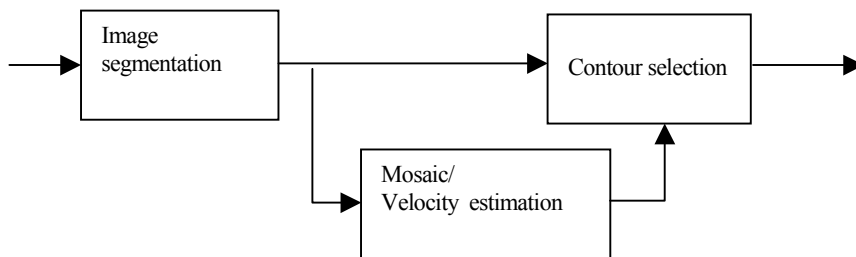 Image
segmentation
Contour selection
Mosaic/
Velocity estimation